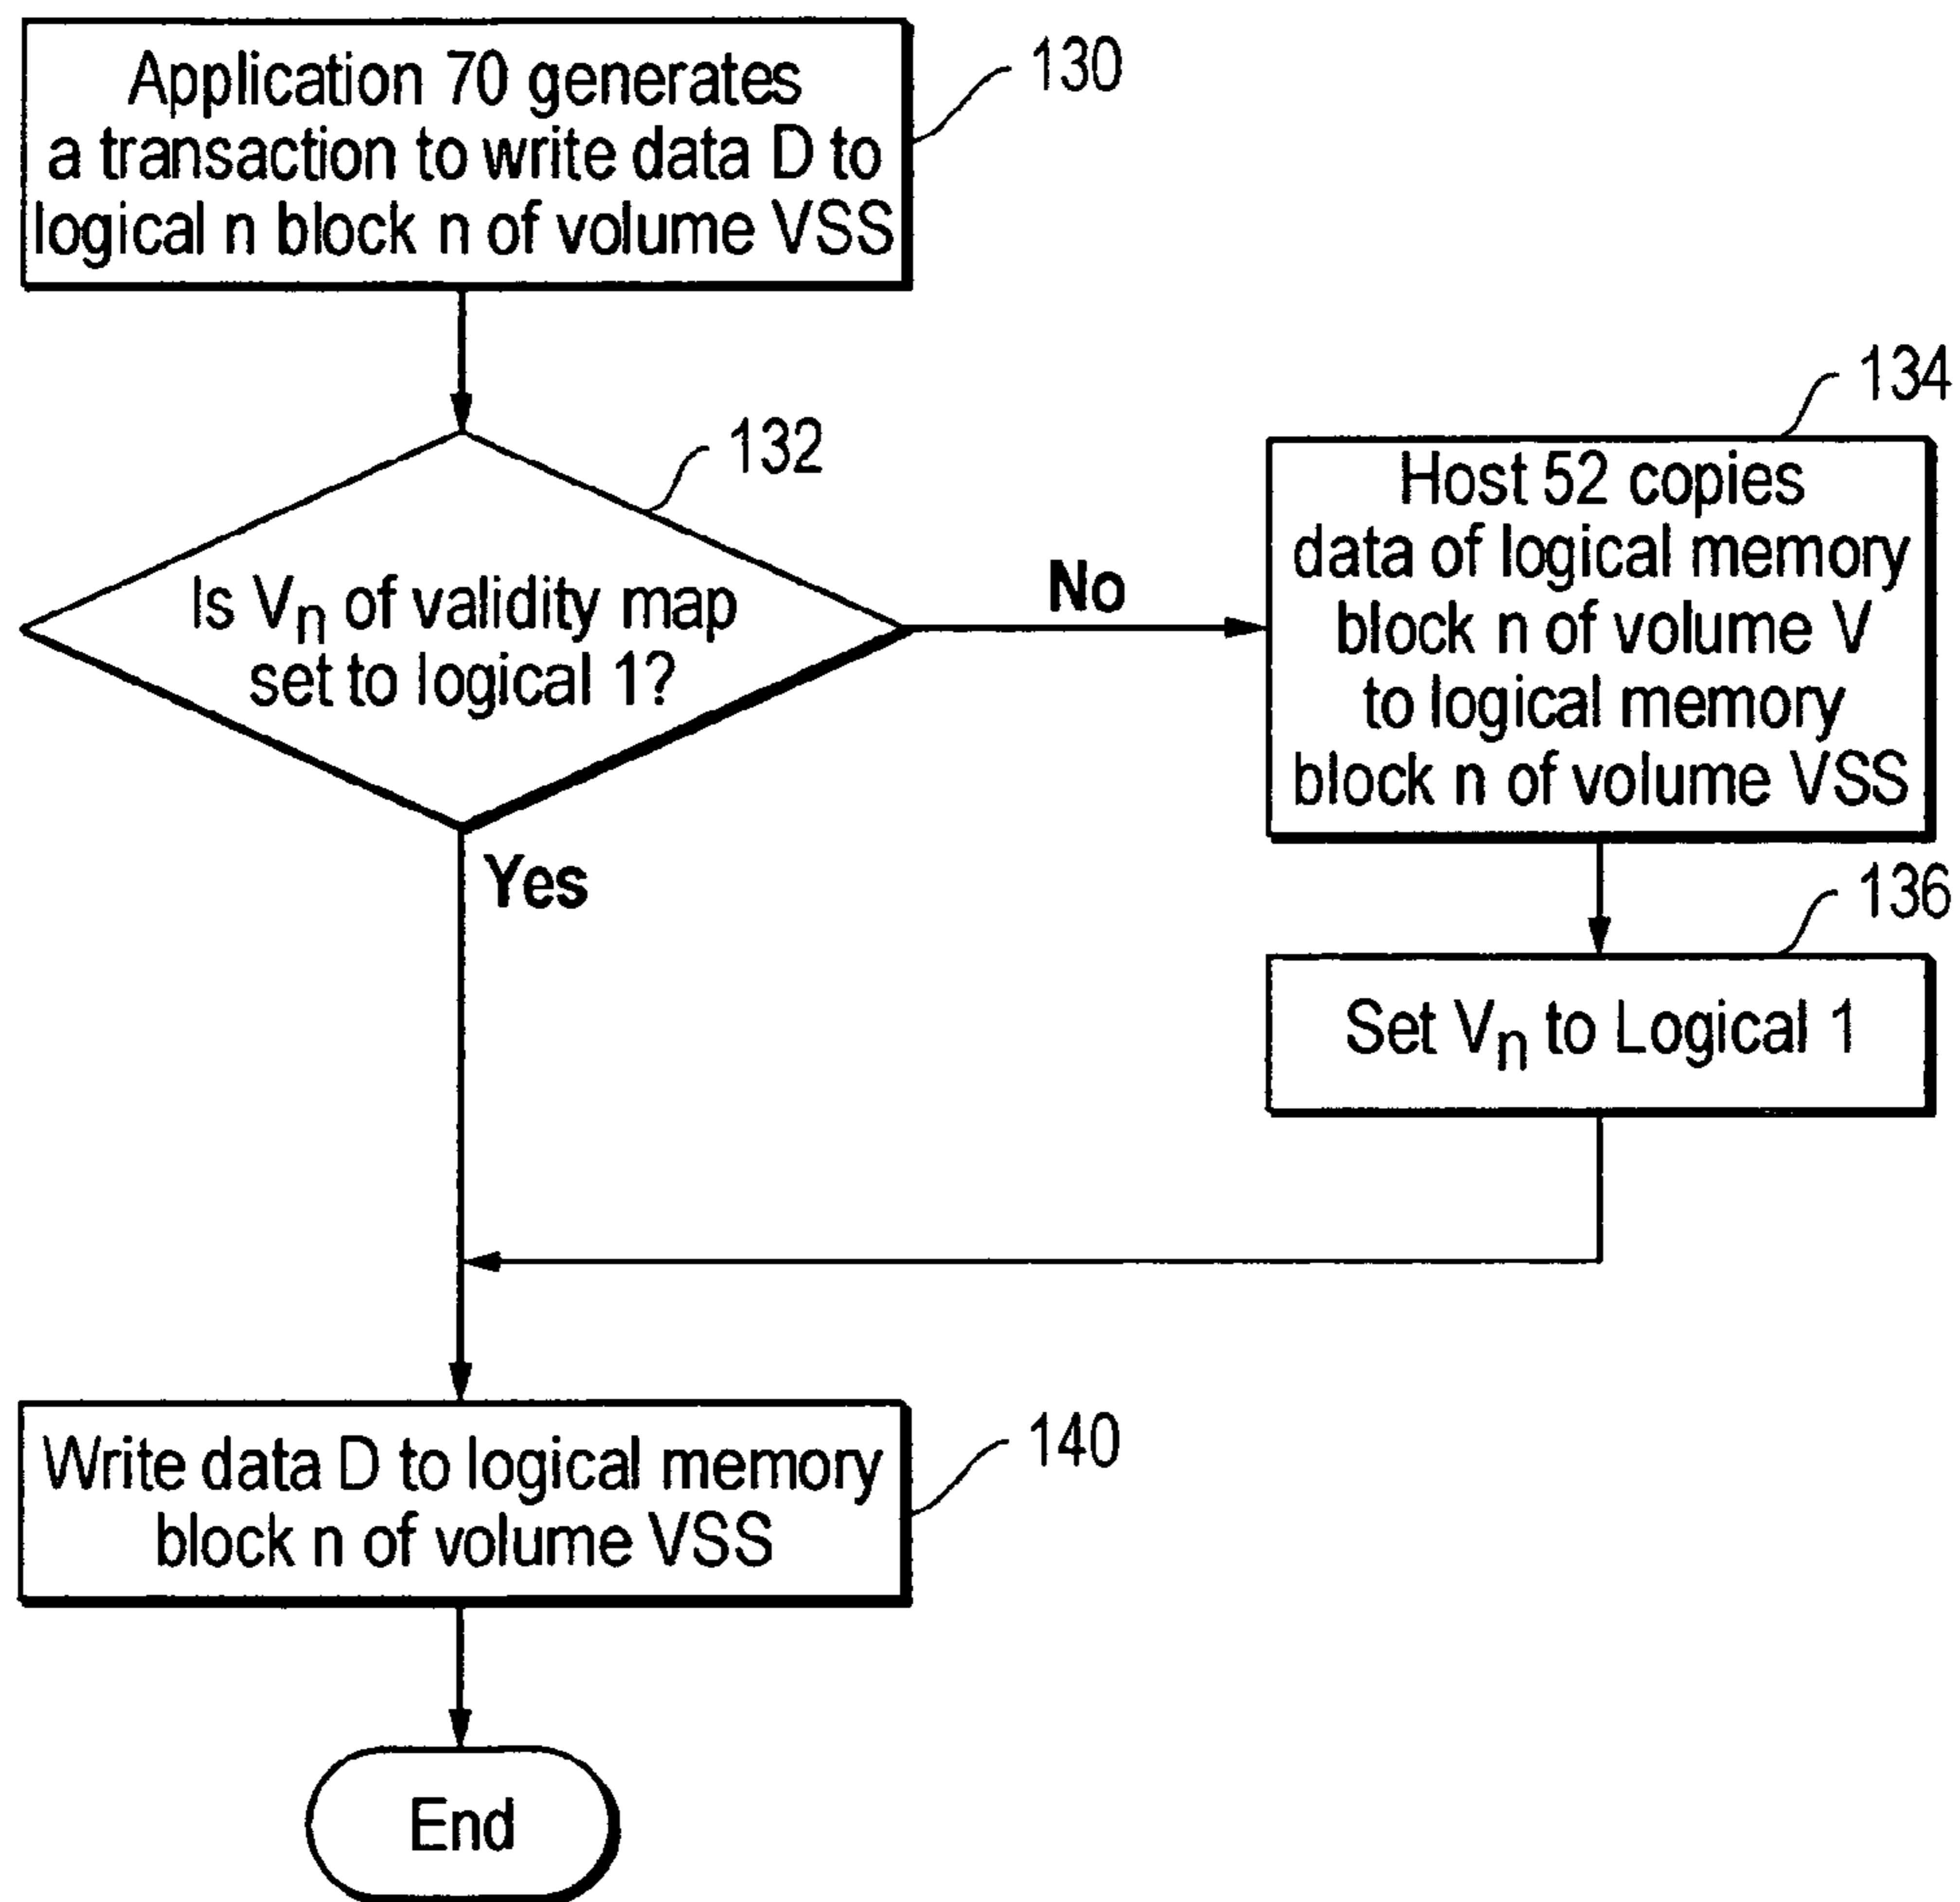 Application 70 generates
a transaction to write data D to
logical n block n of volume VSS
130
132
Is Vn of validity map
set to logical 1?
No
Yes
134
Host 52 copies
data of logical memory
block n of volume V
to logical memory
block n of volume VSS
136
Set Vn to Logical 1
Write data D to logical memory
block n of volume VSS
140
End